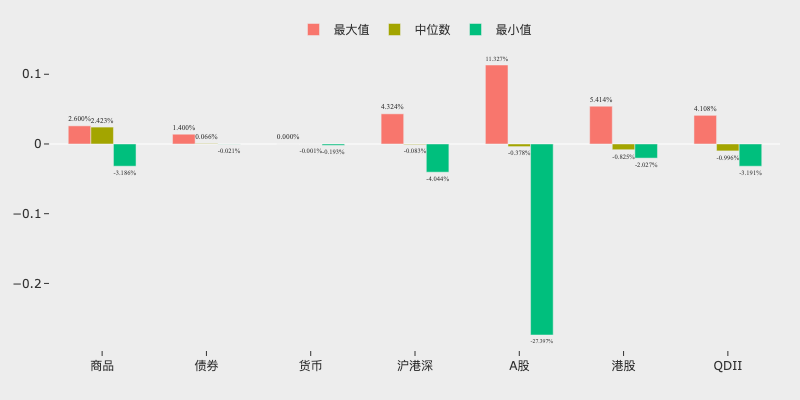 最大值 中位数 最小值
0.1
0
−0.1
−0.2
2.600% 2.423% -3.186%
1.400% 0.066% -0.021%
0.000% -0.001% -0.193%
4.324% -0.083% -4.044%
11.327% -0.378%
5.414% -0.825% -2.027%
4.108% -0.996% -3.191%
商品 债券 货币 沪港深 A股 港股 QDII